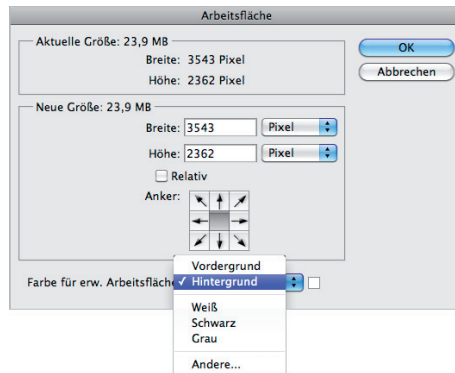 Arbeitsfläche
Aktuelle Größe: 23,9 MB
Breite: 3543 Pixel
Höhe: 2362 Pixel
OK
Abbrechen
Neue Größe: 23,9 MB
Breite: 3543 Pixel
Höhe: 2362 Pixel
Relativ
Anker:
Vordergrund
Farbe für erw. Arbeitsfläche ✓ Hintergrund
Weiß
Schwarz
Grau
Andere...